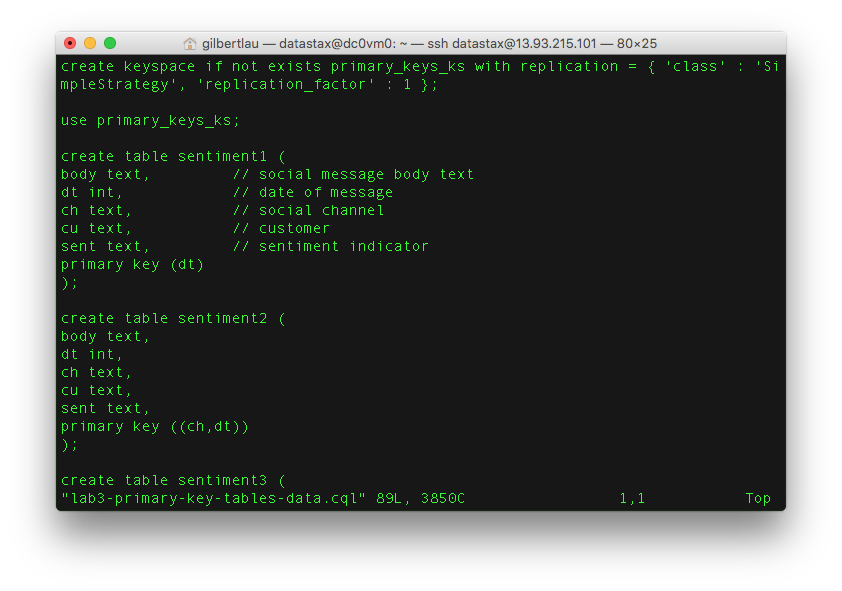 gilbertlau — datastax@dc0vm0: ~ — ssh datastax@13.93.215.101 — 80×25
create keyspace if not exists primary_keys_ks with replication = { 'class' : 'Si
mpleStrategy', 'replication_factor' : 1 };
use primary_keys_ks;
create table sentiment1 (
body text,         // social message body text
dt int,            // date of message
ch text,           // social channel
cu text,           // customer
sent text,         // sentiment indicator
primary key (dt)
);
create table sentiment2 (
body text,
dt int,
ch text,
cu text,
sent text,
primary key ((ch,dt))
);
create table sentiment3 (
"lab3-primary-key-tables-data.cql" 89L, 3850C                 1,1           Top